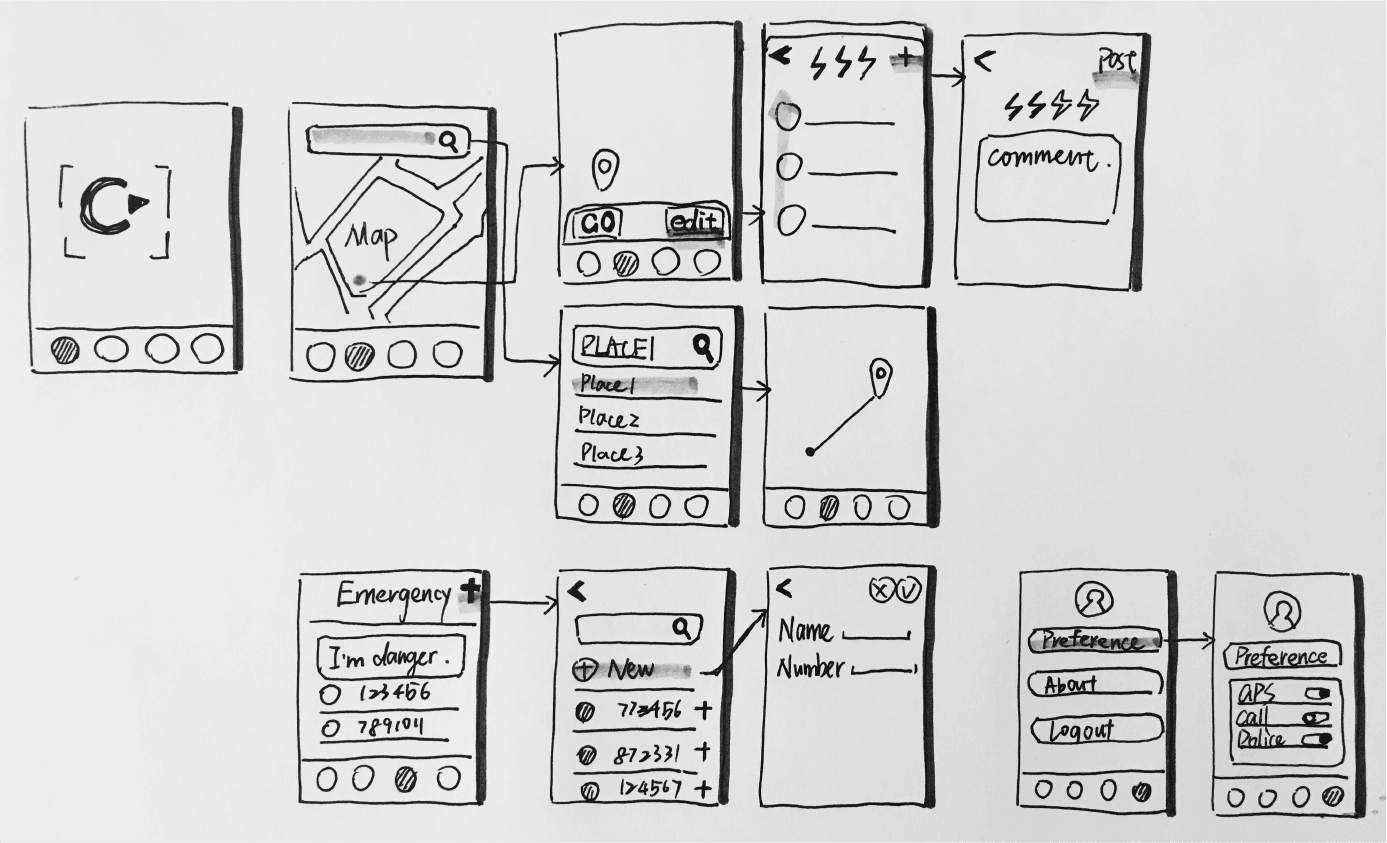 Map
GO edit
Post
comment.
PLACE1
Place1
Place2
Place3
Emergency +
I'm danger.
123456
789104
New
773456 +
872331 +
124567 +
Name
Number
Preference
About
Logout
Preference
GPS
Call
Police